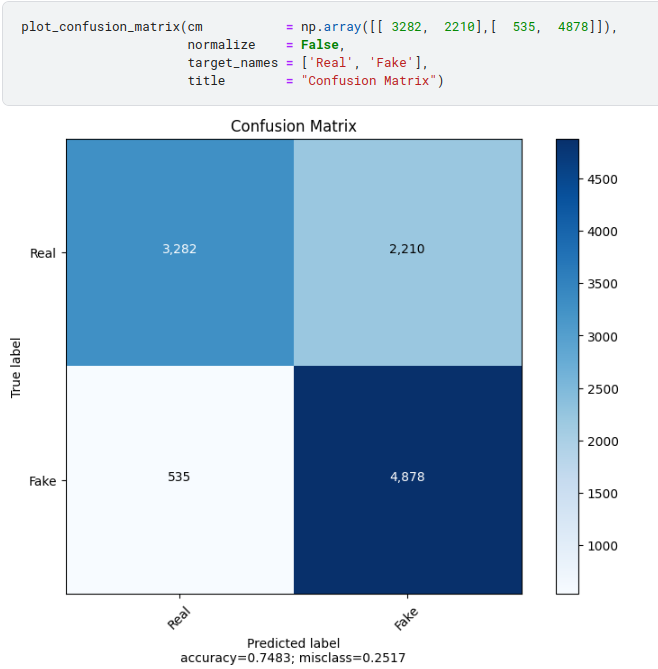 plot_confusion_matrix(cm           = np.array([[ 3282,  2210],[  535,  4878]]),
                      normalize    = False,
                      target_names = ['Real', 'Fake'],
                      title        = "Confusion Matrix")
Confusion Matrix
True label
Real
3,282
2,210
Fake
535
4,878
Real
Fake
Predicted label
accuracy=0.7483; misclass=0.2517
4500
4000
3500
3000
2500
2000
1500
1000